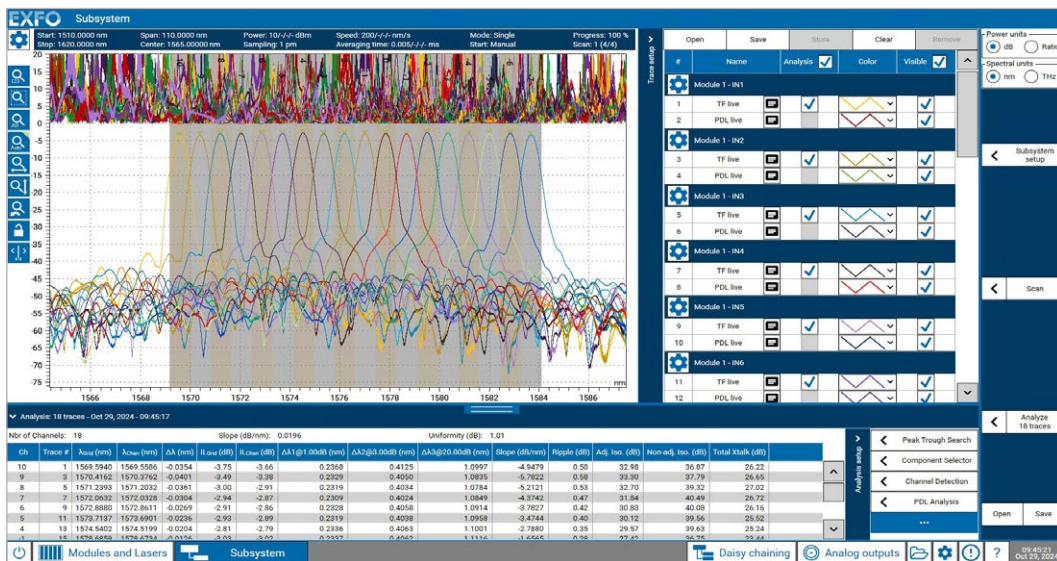 EXFO Subsystem
Start: 1510.0000 nm Span: 110.0000 nm Power: 10/-/-/- dBm Speed: 200/-/-/- nm/s Mode: Single Progress: 100 %
Stop: 1620.0000 nm Center: 1565.00000 nm Sampling: 1 pm Averaging time: 0.005/-/-/- ms Start: Manual Scan: 1 (4/4)
20
15
10
5
0
-5
-10
-15
-20
-25
-30
-35
-40
-45
-50
-55
-60
-65
-70
-75
nm
1566 1568 1570 1572 1574 1576 1578 1580 1582 1584 1586
Trace setup
Open Save Store Clear Remove
# Name Analysis Color Visible
Module 1 - IN1
1 TF live
2 PDL live
Module 1 - IN2
3 TF live
4 PDL live
Module 1 - IN3
5 TF live
6 PDL live
Module 1 - IN4
7 TF live
8 PDL live
Module 1 - IN5
9 TF live
10 PDL live
Module 1 - IN6
11 TF live
12 PDL live
Power units
dB Ratio
Spectral units
nm THz
Subsystem setup
Scan
Analyze
18 traces
Open Save
Analysis: 18 traces - Oct 29, 2024 - 09:45:17
Nbr of Channels: 18 Slope (dB/nm): 0.0196 Uniformity (dB): 1.01
Ch Trace # λGrid (nm) λChan (nm) Δλ (nm) IL.Grid (dB) IL.Chan (dB) Δλ1@1.00dB (nm) Δλ2@3.00dB (nm) Δλ3@20.00dB (nm) Slope (dB/nm) Ripple (dB) Adj. Iso. (dB) Non-adj. Iso. (dB) Total Xtalk (dB)
10 1 1569.5940 1569.5586 -0.0354 -3.75 -3.66 0.2368 0.4125 1.0997 -4.9479 0.50 32.98 36.87 26.22
9 3 1570.4162 1570.3762 -0.0401 -3.49 -3.38 0.2329 0.4050 1.0835 -5.7822 0.58 33.30 37.79 26.65
8 5 1571.2393 1571.2032 -0.0361 -3.00 -2.91 0.2319 0.4034 1.0784 -5.2121 0.53 32.70 39.32 27.02
7 7 1572.0632 1572.0328 -0.0304 -2.94 -2.87 0.2309 0.4024 1.0849 -4.3742 0.47 31.84 40.49 26.72
6 9 1572.8880 1572.8611 -0.0269 -2.91 -2.86 0.2328 0.4058 1.0914 -3.7827 0.42 30.83 40.08 26.16
5 11 1573.7137 1573.6901 -0.0236 -2.93 -2.89 0.2319 0.4038 1.0958 -3.4744 0.40 30.12 39.56 25.52
4 13 1574.5402 1574.5199 -0.0204 -2.81 -2.79 0.2336 0.4063 1.1001 -2.7880 0.35 29.57 39.63 25.24
Analysis setup
Peak Trough Search
Component Selector
Channel Detection
PDL Analysis
...
Modules and Lasers Subsystem Daisy chaining Analog outputs ? 09:45:21
Oct 29, 2024